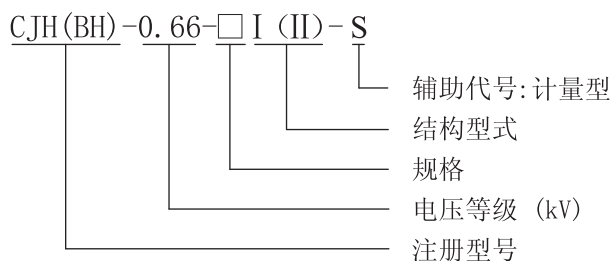 CJH(BH)-0.66-□I(II)-S
辅助代号:计量型
结构型式
规格
电压等级 (kV)
注册型号